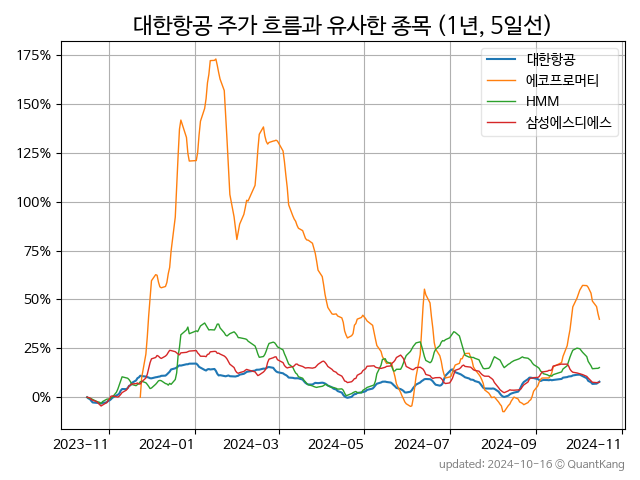 대한항공 주가 흐름과 유사한 종목 (1년, 5일선)
대한항공
에코프로머티
HMM
삼성에스디에스
175%
150%
125%
100%
75%
50%
25%
0%
2023-11
2024-01
2024-03
2024-05
2024-07
2024-09
2024-11
updated: 2024-10-16 © QuantKang